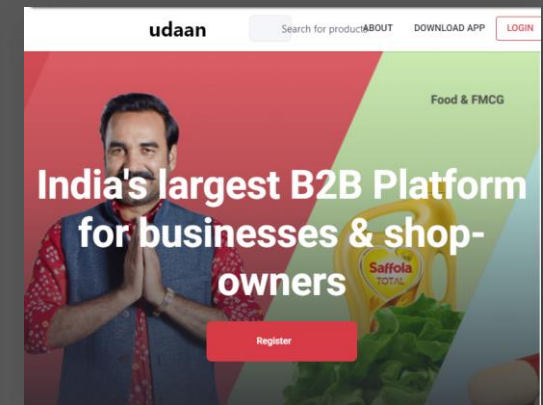 udaan
Search for products
ABOUT
DOWNLOAD APP
LOGIN
Food & FMCG
India's largest B2B Platform
for businesses & shop-
owners
Saffola
TOTAL
Register